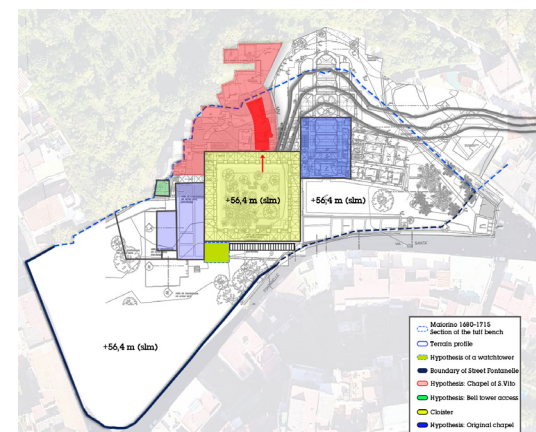 +56,4 m (slm)
+56,4 m (slm)
+56,4 m (slm)
Maiorino 1680-1715
Section of the tuff bench
Terrain profile
Hypothesis of a watchtower
Boundary of Street Fontanelle
Hypothesis: Chapel of S.Vito
Hypothesis: Bell tower access
Cloister
Hypothesis: Original chapel